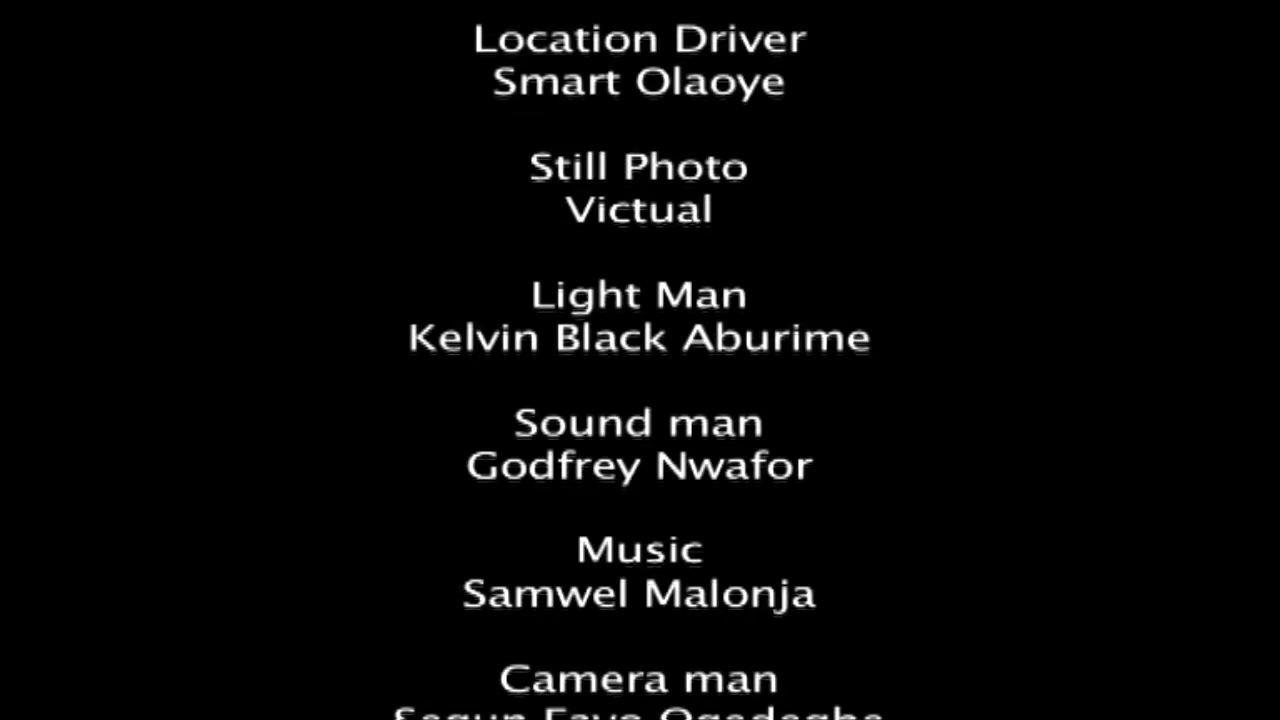 Location Driver
Smart Olaoye
Still Photo
Victual
Light Man
Kelvin Black Aburime
Sound man
Godfrey Nwafor
Music
Samwel Malonja
Camera man